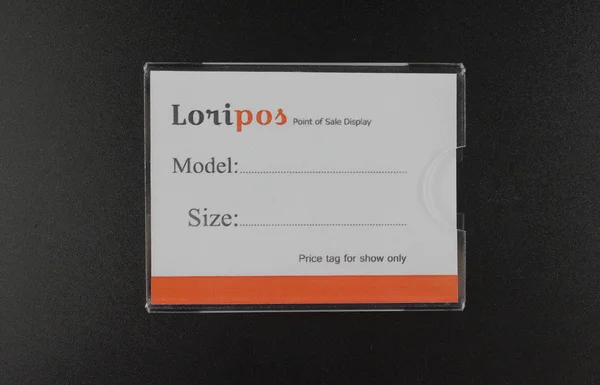 Loripos Point of Sale Display
Model:
Size:
Price tag for show only